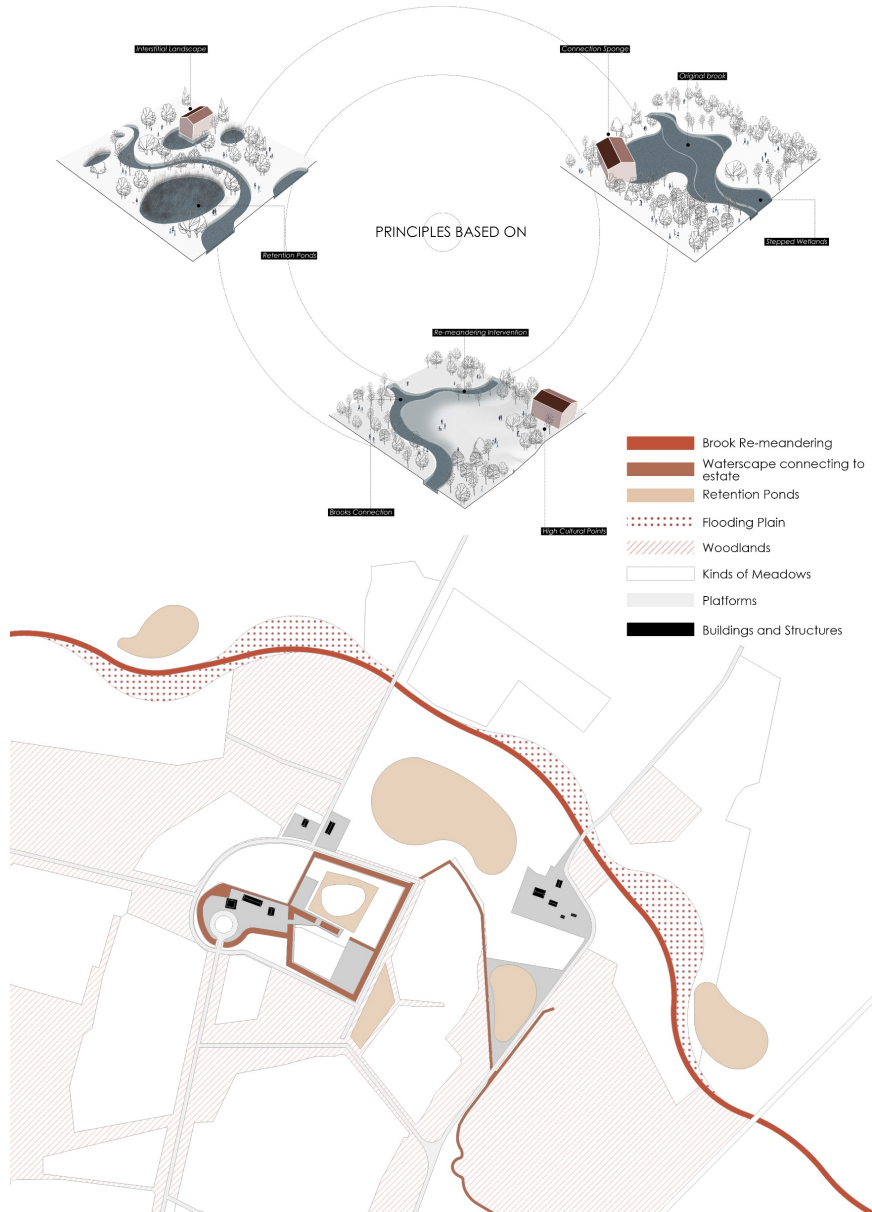 Interstitial Landscape
Connection Sponge
Original brook
PRINCIPLES BASED ON
Retention Ponds
Stepped Wetlands
Re-meandering Intervention
Brooks Connection
High Cultural Points
Brook Re-meandering
Waterscape connecting to
estate
Retention Ponds
Flooding Plain
Woodlands
Kinds of Meadows
Platforms
Buildings and Structures